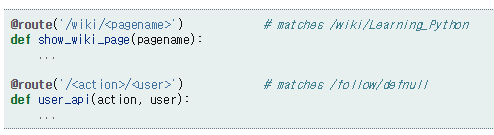 @route('/wiki/<pagename>')            # matches /wiki/Learning_Python
def show_wiki_page(pagename):
    ...
@route('/<action>/<user>')            # matches /follow/defnull
def user_api(action, user):
    ...